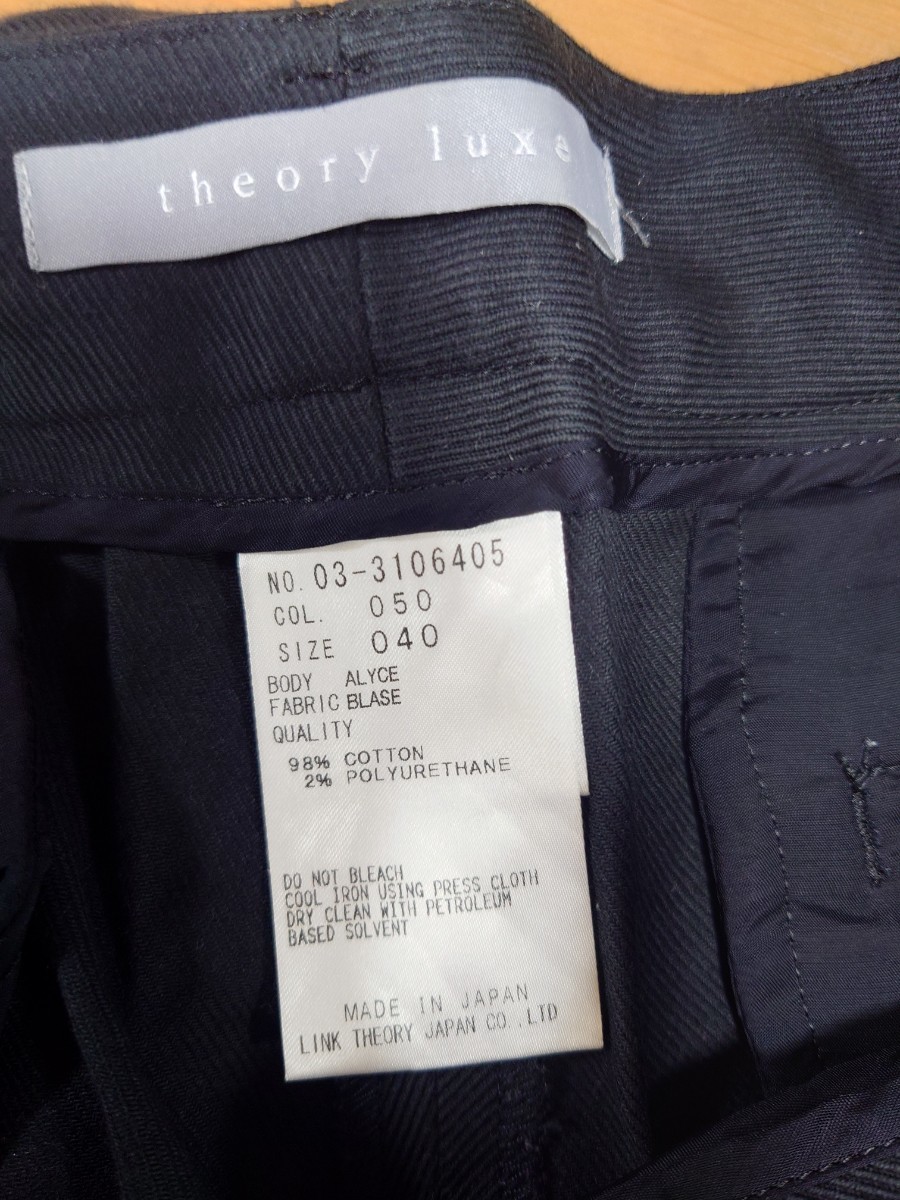 theory luxe
NO. 03-3106405
COL. 050
SIZE 040
BODY ALYCE
FABRIC BLASE
QUALITY
98% COTTON
2% POLYURETHANE
DO NOT BLEACH
COOL IRON USING PRESS CLOTH
DRY CLEAN WITH PETROLEUM
BASED SOLVENT
MADE IN JAPAN
LINK THEORY JAPAN CO.,LTD